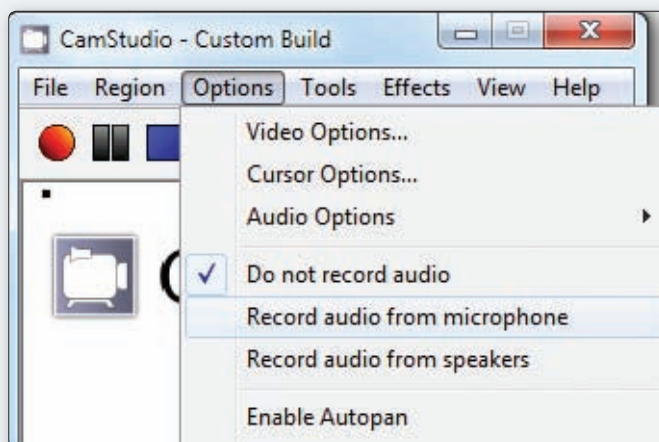 CamStudio - Custom Build
File Region Options Tools Effects View Help
Video Options...
Cursor Options...
Audio Options
Do not record audio
Record audio from microphone
Record audio from speakers
Enable Autopan